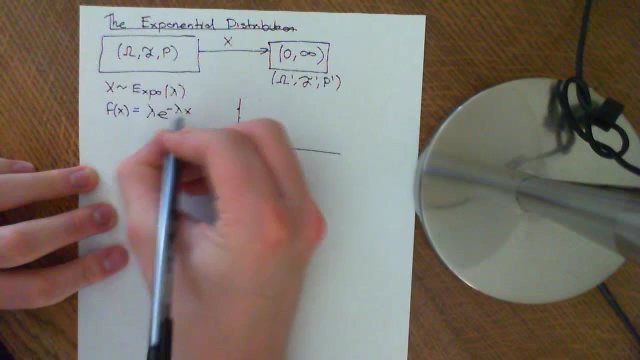 The Exponential Distribution
(Ω, ℱ, P) X (0, ∞)
(Ω', ℱ', P')
X ~ Expo(λ)
f(x) = λe^-λx